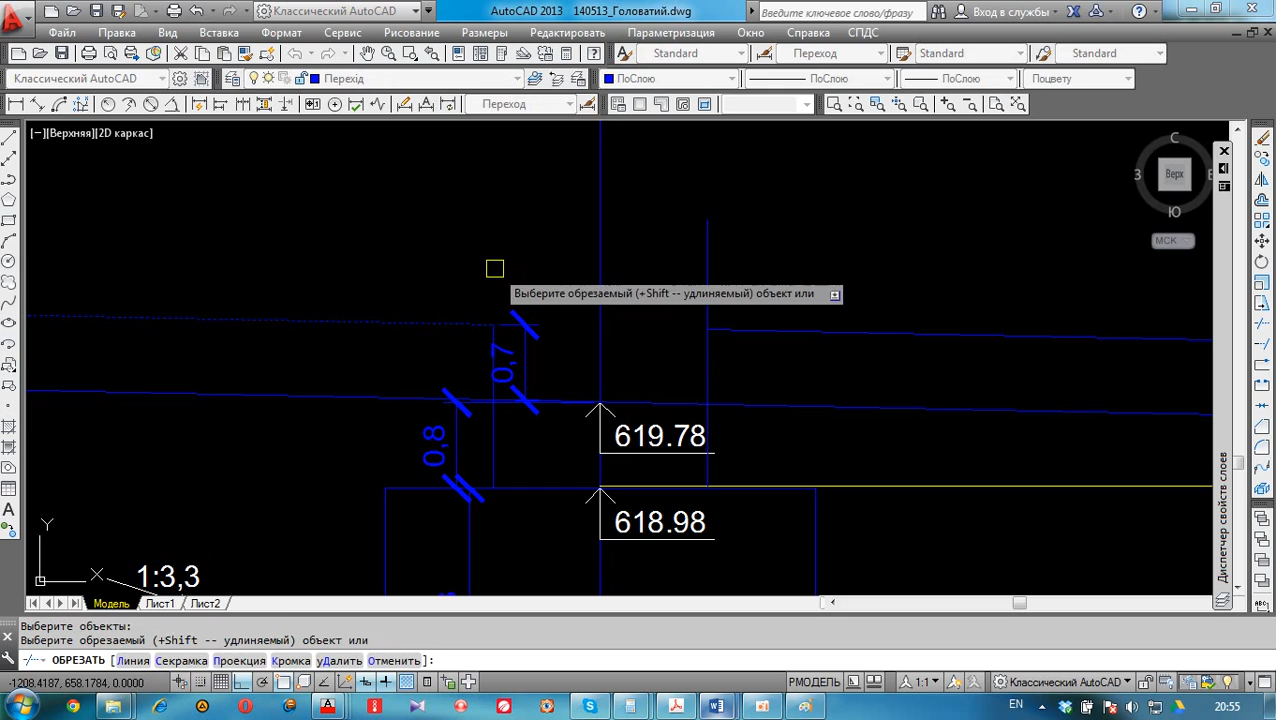 Классический AutoCAD
AutoCAD 2013 140513_Головатий.dwg
Введите ключевое слово/фразу
Вход в службы
Файл Правка Вид Вставка Формат Сервис Рисование Размеры Редактировать Параметризация Окно Справка СПДС
Standard Переход Standard Standard
Классический AutoCAD Перехід ПоСлою ПоСлою ПоСлою Поцвету
Переход
[−][Верхняя][2D каркас]
С
З Верх В
Ю
МСК
Выберите обрезаемый (+Shift -- удлиняемый) объект или
0,7
0,8
619.78
618.98
Y
X
1:3,3
Диспетчер свойств слоев
Модель Лист1 Лист2
Выберите объекты:
Выберите обрезаемый (+Shift -- удлиняемый) объект или
ОБРЕЗАТЬ [Линия Секрамка Проекция Кромка уДалить Отменить]:
-1208.4187, 658.1784, 0.0000
РМОДЕЛЬ 1:1 Классический AutoCAD
EN 20:55